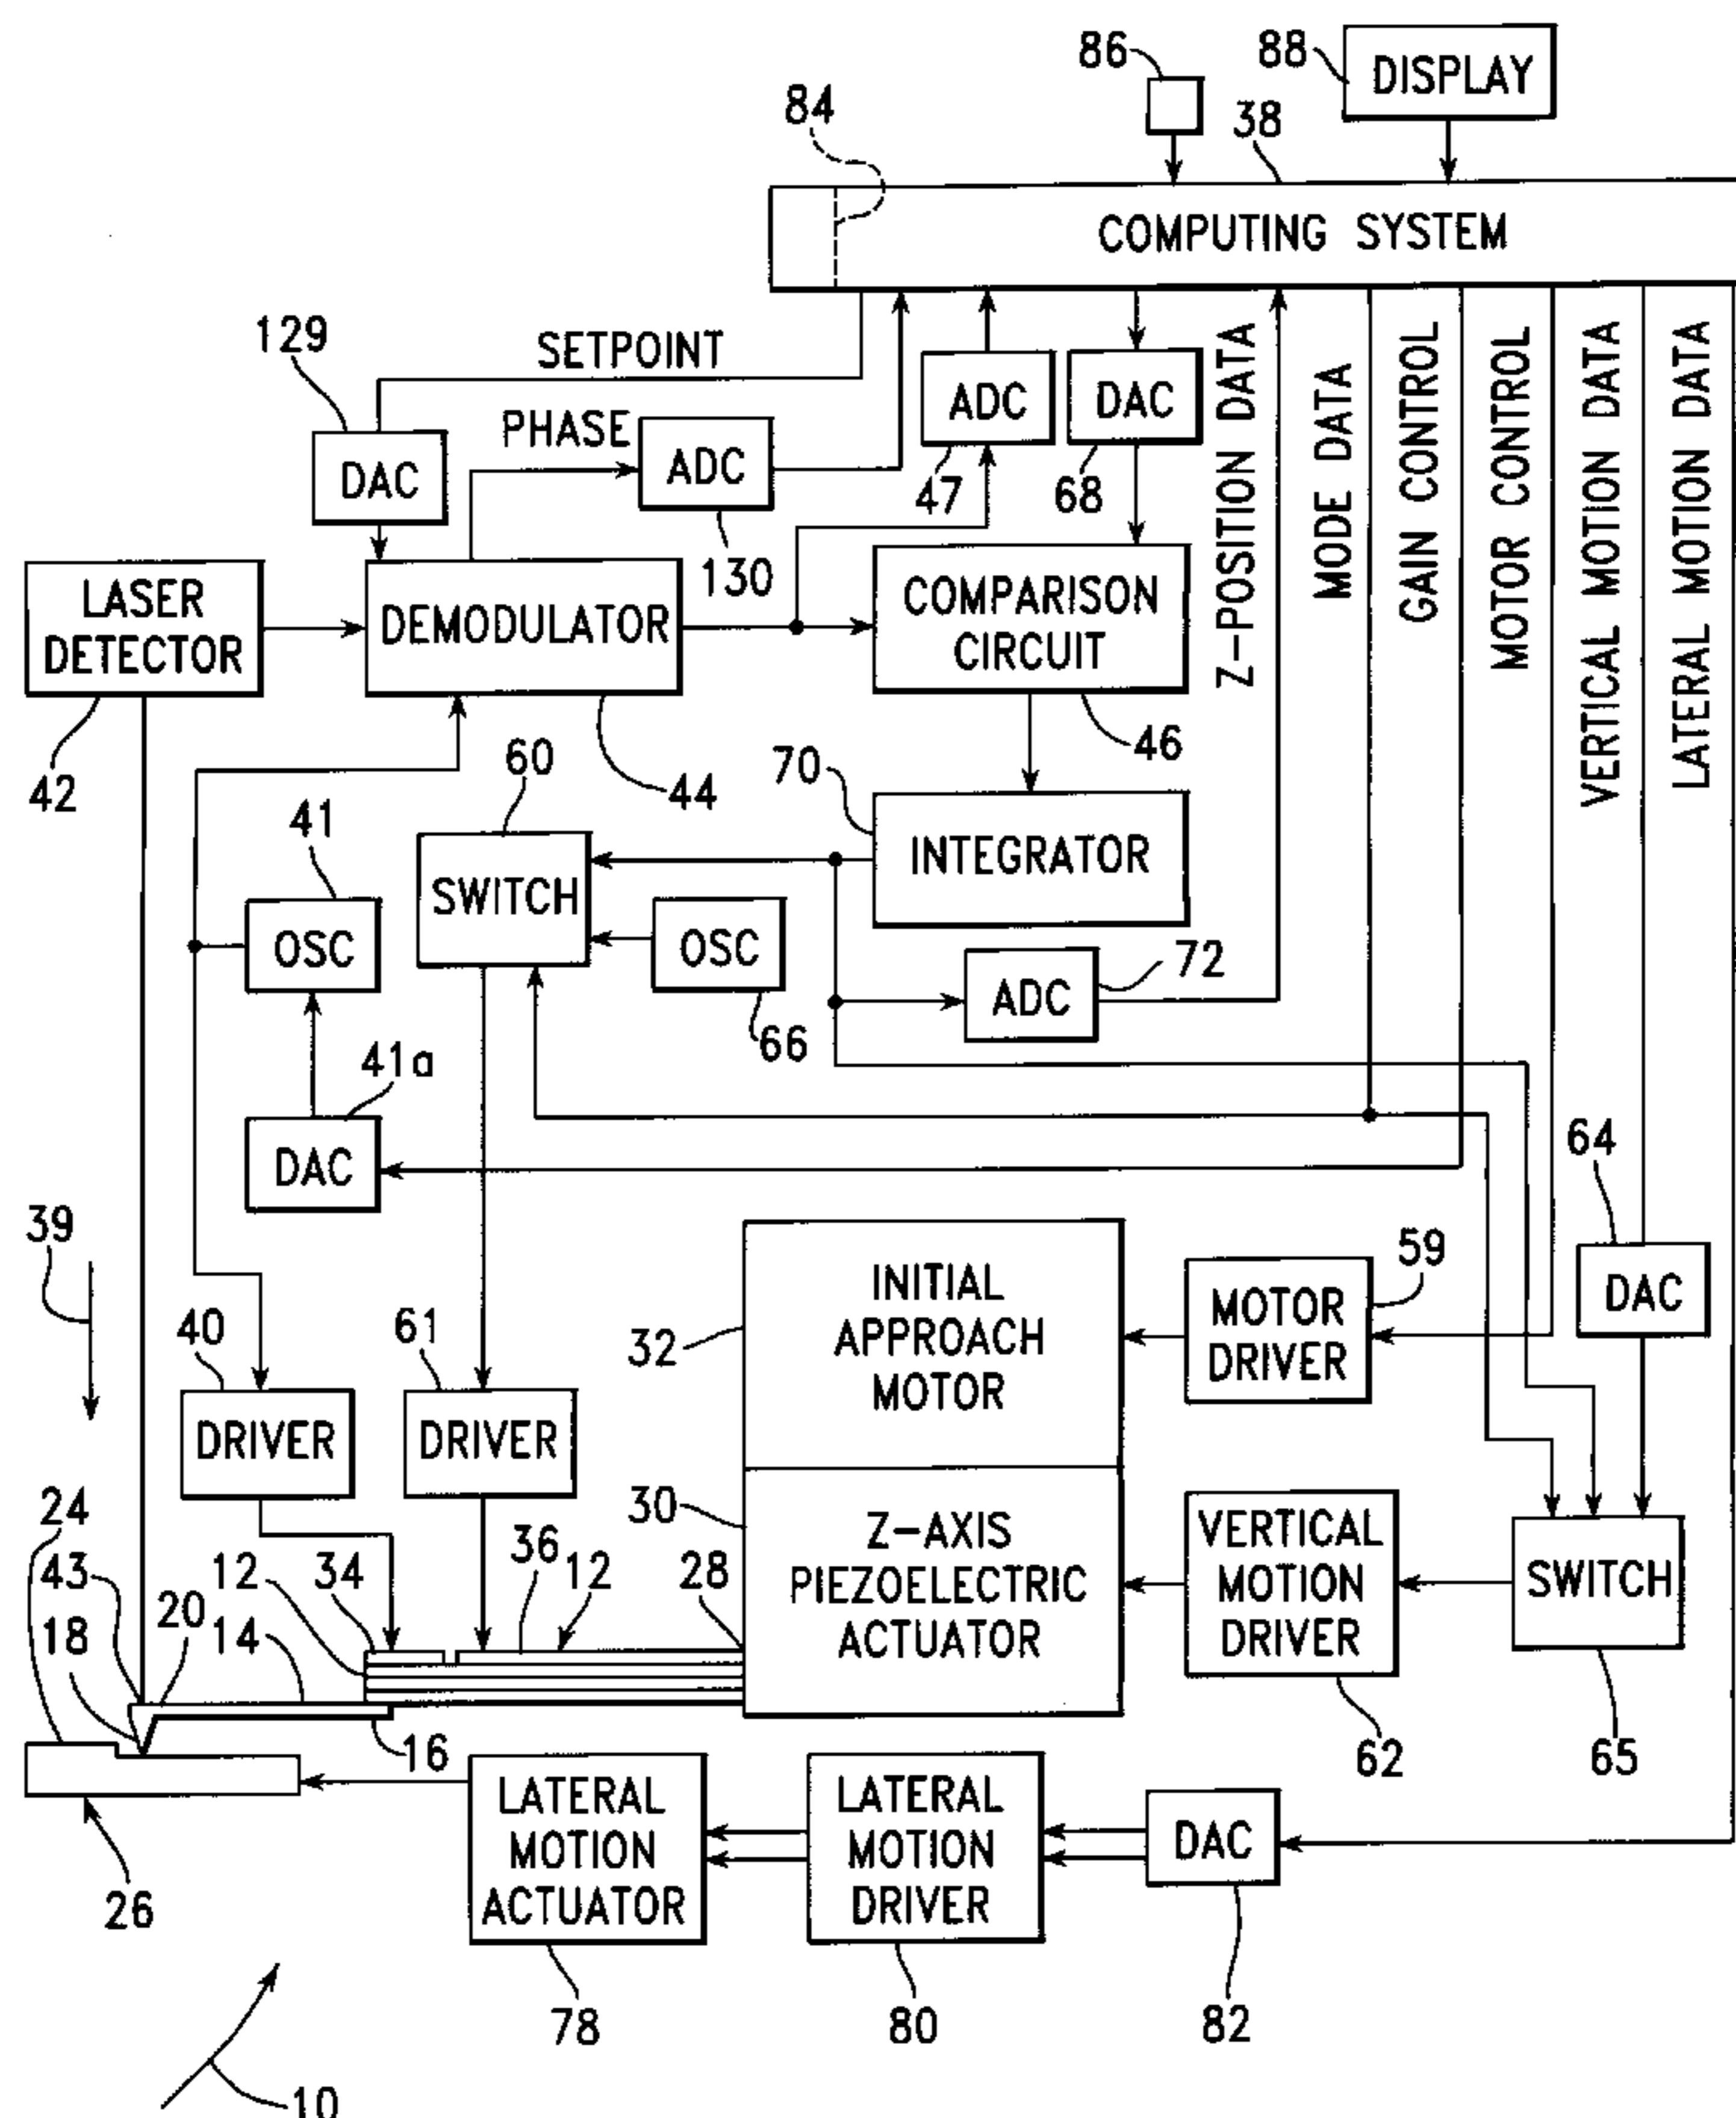 86
88
DISPLAY
84
38
COMPUTING SYSTEM
129
SETPOINT
PHASE
DAC
ADC
130
ADC
47
DAC
68
Z-POSITION DATA
MODE DATA
GAIN CONTROL
MOTOR CONTROL
VERTICAL MOTION DATA
LATERAL MOTION DATA
LASER
DETECTOR
42
DEMODULATOR
44
COMPARISON
CIRCUIT
46
60
70
41
SWITCH
INTEGRATOR
OSC
OSC
66
ADC
72
41a
DAC
64
DAC
39
40
DRIVER
61
DRIVER
32
INITIAL
APPROACH
MOTOR
MOTOR
DRIVER
59
24
43
18
20
12
14
34
36
12
28
30
Z-AXIS
PIEZOELECTRIC
ACTUATOR
VERTICAL
MOTION
DRIVER
62
SWITCH
65
16
26
LATERAL
MOTION
ACTUATOR
78
LATERAL
MOTION
DRIVER
80
DAC
82
10